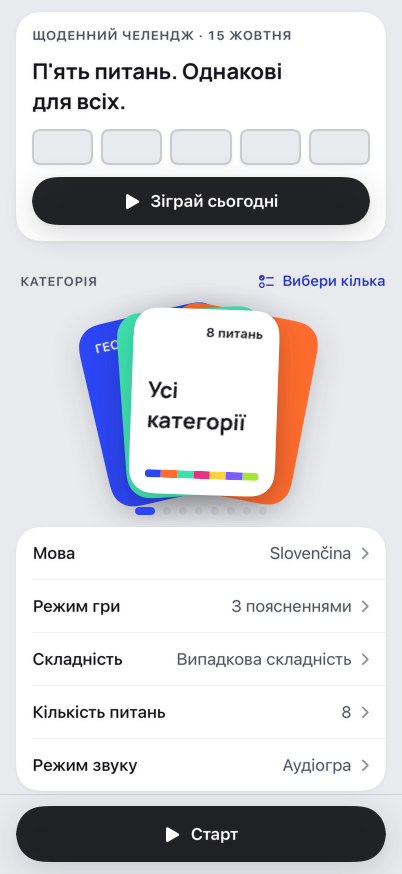 ЩОДЕННИЙ ЧЕЛЕНДЖ · 15 ЖОВТНЯ
П'ять питань. Однакові
для всіх.
Зіграй сьогодні
КАТЕГОРІЯ
Вибери кілька
8 питань
Усі
категорії
Мова
Slovenčina
Режим гри
З поясненнями
Складність
Випадкова складність
Кількість питань
8
Режим звуку
Аудіогра
Старт